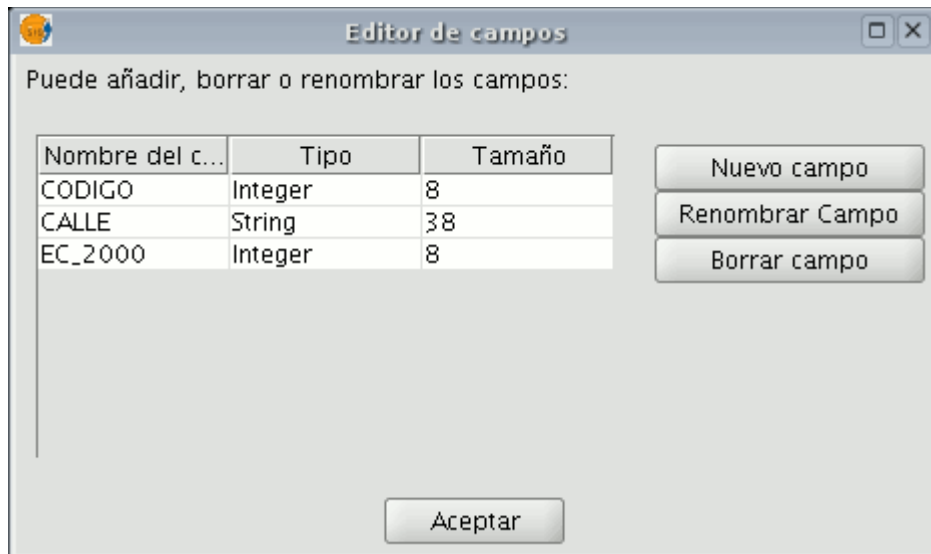 Editor de campos
Puede añadir, borrar o renombrar los campos:
Nombre del c... Tipo Tamaño
CODIGO Integer 8
CALLE String 38
EC_2000 Integer 8
Nuevo campo
Renombrar Campo
Borrar campo
Aceptar